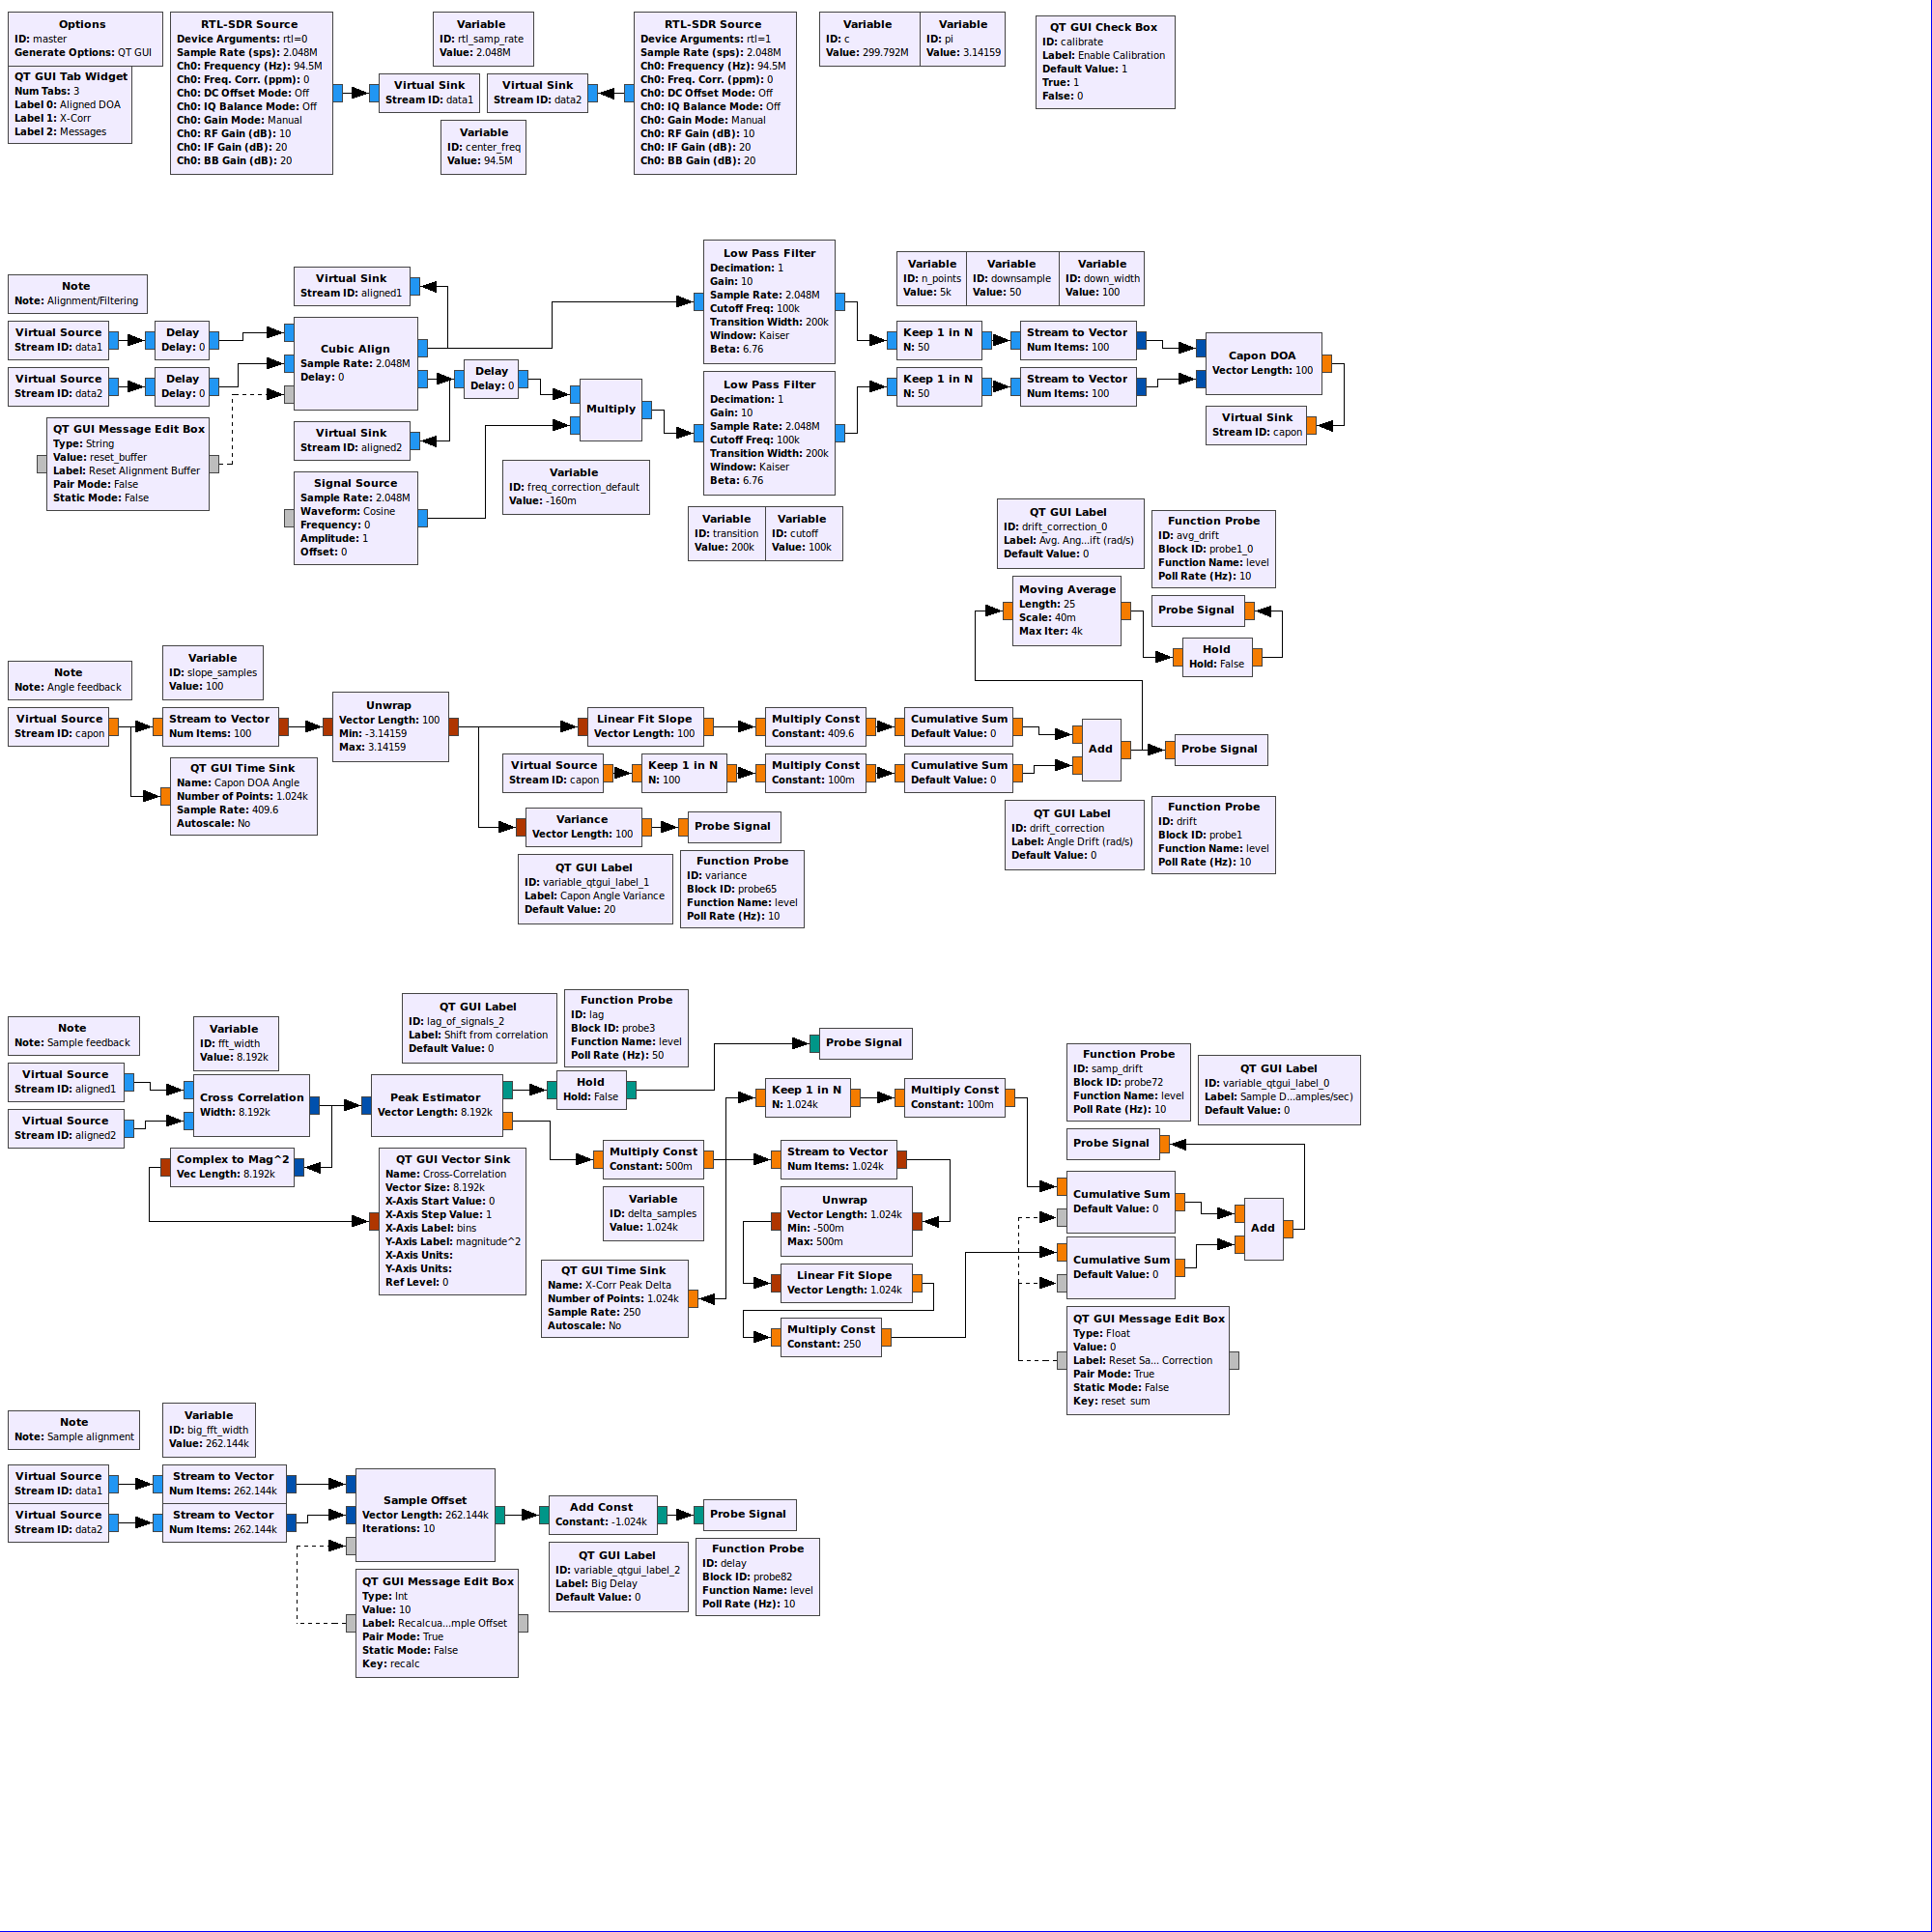 Options
ID: master
Generate Options: QT GUI
QT GUI Tab Widget
Num Tabs: 3
Label 0: Aligned DOA
Label 1: X-Corr
Label 2: Messages
RTL-SDR Source
Device Arguments: rtl=0
Sample Rate (sps): 2.048M
Ch0: Frequency (Hz): 94.5M
Ch0: Freq. Corr. (ppm): 0
Ch0: DC Offset Mode: Off
Ch0: IQ Balance Mode: Off
Ch0: Gain Mode: Manual
Ch0: RF Gain (dB): 10
Ch0: IF Gain (dB): 20
Ch0: BB Gain (dB): 20
Variable
ID: rtl_samp_rate
Value: 2.048M
Virtual Sink
Stream ID: data1
Virtual Sink
Stream ID: data2
Variable
ID: center_freq
Value: 94.5M
RTL-SDR Source
Device Arguments: rtl=1
Sample Rate (sps): 2.048M
Ch0: Frequency (Hz): 94.5M
Ch0: Freq. Corr. (ppm): 0
Ch0: DC Offset Mode: Off
Ch0: IQ Balance Mode: Off
Ch0: Gain Mode: Manual
Ch0: RF Gain (dB): 10
Ch0: IF Gain (dB): 20
Ch0: BB Gain (dB): 20
Variable
ID: c
Value: 299.792M
Variable
ID: pi
Value: 3.14159
QT GUI Check Box
ID: calibrate
Label: Enable Calibration
Default Value: 1
True: 1
False: 0
Note
Note: Alignment/Filtering
Virtual Source
Stream ID: data1
Delay
Delay: 0
Virtual Source
Stream ID: data2
Delay
Delay: 0
QT GUI Message Edit Box
Type: String
Value: reset_buffer
Label: Reset Alignment Buffer
Pair Mode: False
Static Mode: False
Virtual Sink
Stream ID: aligned1
Cubic Align
Sample Rate: 2.048M
Delay: 0
Virtual Sink
Stream ID: aligned2
Signal Source
Sample Rate: 2.048M
Waveform: Cosine
Frequency: 0
Amplitude: 1
Offset: 0
Delay
Delay: 0
Multiply
Variable
ID: freq_correction_default
Value: -160m
Low Pass Filter
Decimation: 1
Gain: 10
Sample Rate: 2.048M
Cutoff Freq: 100k
Transition Width: 200k
Window: Kaiser
Beta: 6.76
Low Pass Filter
Decimation: 1
Gain: 10
Sample Rate: 2.048M
Cutoff Freq: 100k
Transition Width: 200k
Window: Kaiser
Beta: 6.76
Variable
ID: transition
Value: 200k
Variable
ID: cutoff
Value: 100k
Variable
ID: n_points
Value: 5k
Variable
ID: downsample
Value: 50
Variable
ID: down_width
Value: 100
Keep 1 in N
N: 50
Stream to Vector
Num Items: 100
Keep 1 in N
N: 50
Stream to Vector
Num Items: 100
Capon DOA
Vector Length: 100
Virtual Sink
Stream ID: capon
QT GUI Label
ID: drift_correction_0
Label: Avg. Ang...ift (rad/s)
Default Value: 0
Function Probe
ID: avg_drift
Block ID: probe1_0
Function Name: level
Poll Rate (Hz): 10
Moving Average
Length: 25
Scale: 40m
Max Iter: 4k
Probe Signal
Hold
Hold: False
Note
Note: Angle feedback
Variable
ID: slope_samples
Value: 100
Virtual Source
Stream ID: capon
Stream to Vector
Num Items: 100
Unwrap
Vector Length: 100
Min: -3.14159
Max: 3.14159
QT GUI Time Sink
Name: Capon DOA Angle
Number of Points: 1.024k
Sample Rate: 409.6
Autoscale: No
Linear Fit Slope
Vector Length: 100
Multiply Const
Constant: 409.6
Cumulative Sum
Default Value: 0
Virtual Source
Stream ID: capon
Keep 1 in N
N: 100
Multiply Const
Constant: 100m
Cumulative Sum
Default Value: 0
Add
Probe Signal
Variance
Vector Length: 100
Probe Signal
QT GUI Label
ID: variable_qtgui_label_1
Label: Capon Angle Variance
Default Value: 20
Function Probe
ID: variance
Block ID: probe65
Function Name: level
Poll Rate (Hz): 10
QT GUI Label
ID: drift_correction
Label: Angle Drift (rad/s)
Default Value: 0
Function Probe
ID: drift
Block ID: probe1
Function Name: level
Poll Rate (Hz): 10
Note
Note: Sample feedback
Variable
ID: fft_width
Value: 8.192k
Virtual Source
Stream ID: aligned1
Virtual Source
Stream ID: aligned2
Cross Correlation
Width: 8.192k
Complex to Mag^2
Vec Length: 8.192k
QT GUI Label
ID: lag_of_signals_2
Label: Shift from correlation
Default Value: 0
Function Probe
ID: lag
Block ID: probe3
Function Name: level
Poll Rate (Hz): 50
Peak Estimator
Vector Length: 8.192k
Hold
Hold: False
Probe Signal
QT GUI Vector Sink
Name: Cross-Correlation
Vector Size: 8.192k
X-Axis Start Value: 0
X-Axis Step Value: 1
X-Axis Label: bins
Y-Axis Label: magnitude^2
X-Axis Units:
Y-Axis Units:
Ref Level: 0
Multiply Const
Constant: 500m
Variable
ID: delta_samples
Value: 1.024k
QT GUI Time Sink
Name: X-Corr Peak Delta
Number of Points: 1.024k
Sample Rate: 250
Autoscale: No
Keep 1 in N
N: 1.024k
Multiply Const
Constant: 100m
Stream to Vector
Num Items: 1.024k
Unwrap
Vector Length: 1.024k
Min: -500m
Max: 500m
Linear Fit Slope
Vector Length: 1.024k
Multiply Const
Constant: 250
Function Probe
ID: samp_drift
Block ID: probe72
Function Name: level
Poll Rate (Hz): 10
QT GUI Label
ID: variable_qtgui_label_0
Label: Sample D...amples/sec)
Default Value: 0
Probe Signal
Cumulative Sum
Default Value: 0
Cumulative Sum
Default Value: 0
Add
QT GUI Message Edit Box
Type: Float
Value: 0
Label: Reset Sa... Correction
Pair Mode: True
Static Mode: False
Key: reset_sum
Note
Note: Sample alignment
Variable
ID: big_fft_width
Value: 262.144k
Virtual Source
Stream ID: data1
Stream to Vector
Num Items: 262.144k
Virtual Source
Stream ID: data2
Stream to Vector
Num Items: 262.144k
Sample Offset
Vector Length: 262.144k
Iterations: 10
Add Const
Constant: -1.024k
Probe Signal
QT GUI Label
ID: variable_qtgui_label_2
Label: Big Delay
Default Value: 0
Function Probe
ID: delay
Block ID: probe82
Function Name: level
Poll Rate (Hz): 10
QT GUI Message Edit Box
Type: Int
Value: 10
Label: Recalcua...mple Offset
Pair Mode: True
Static Mode: False
Key: recalc